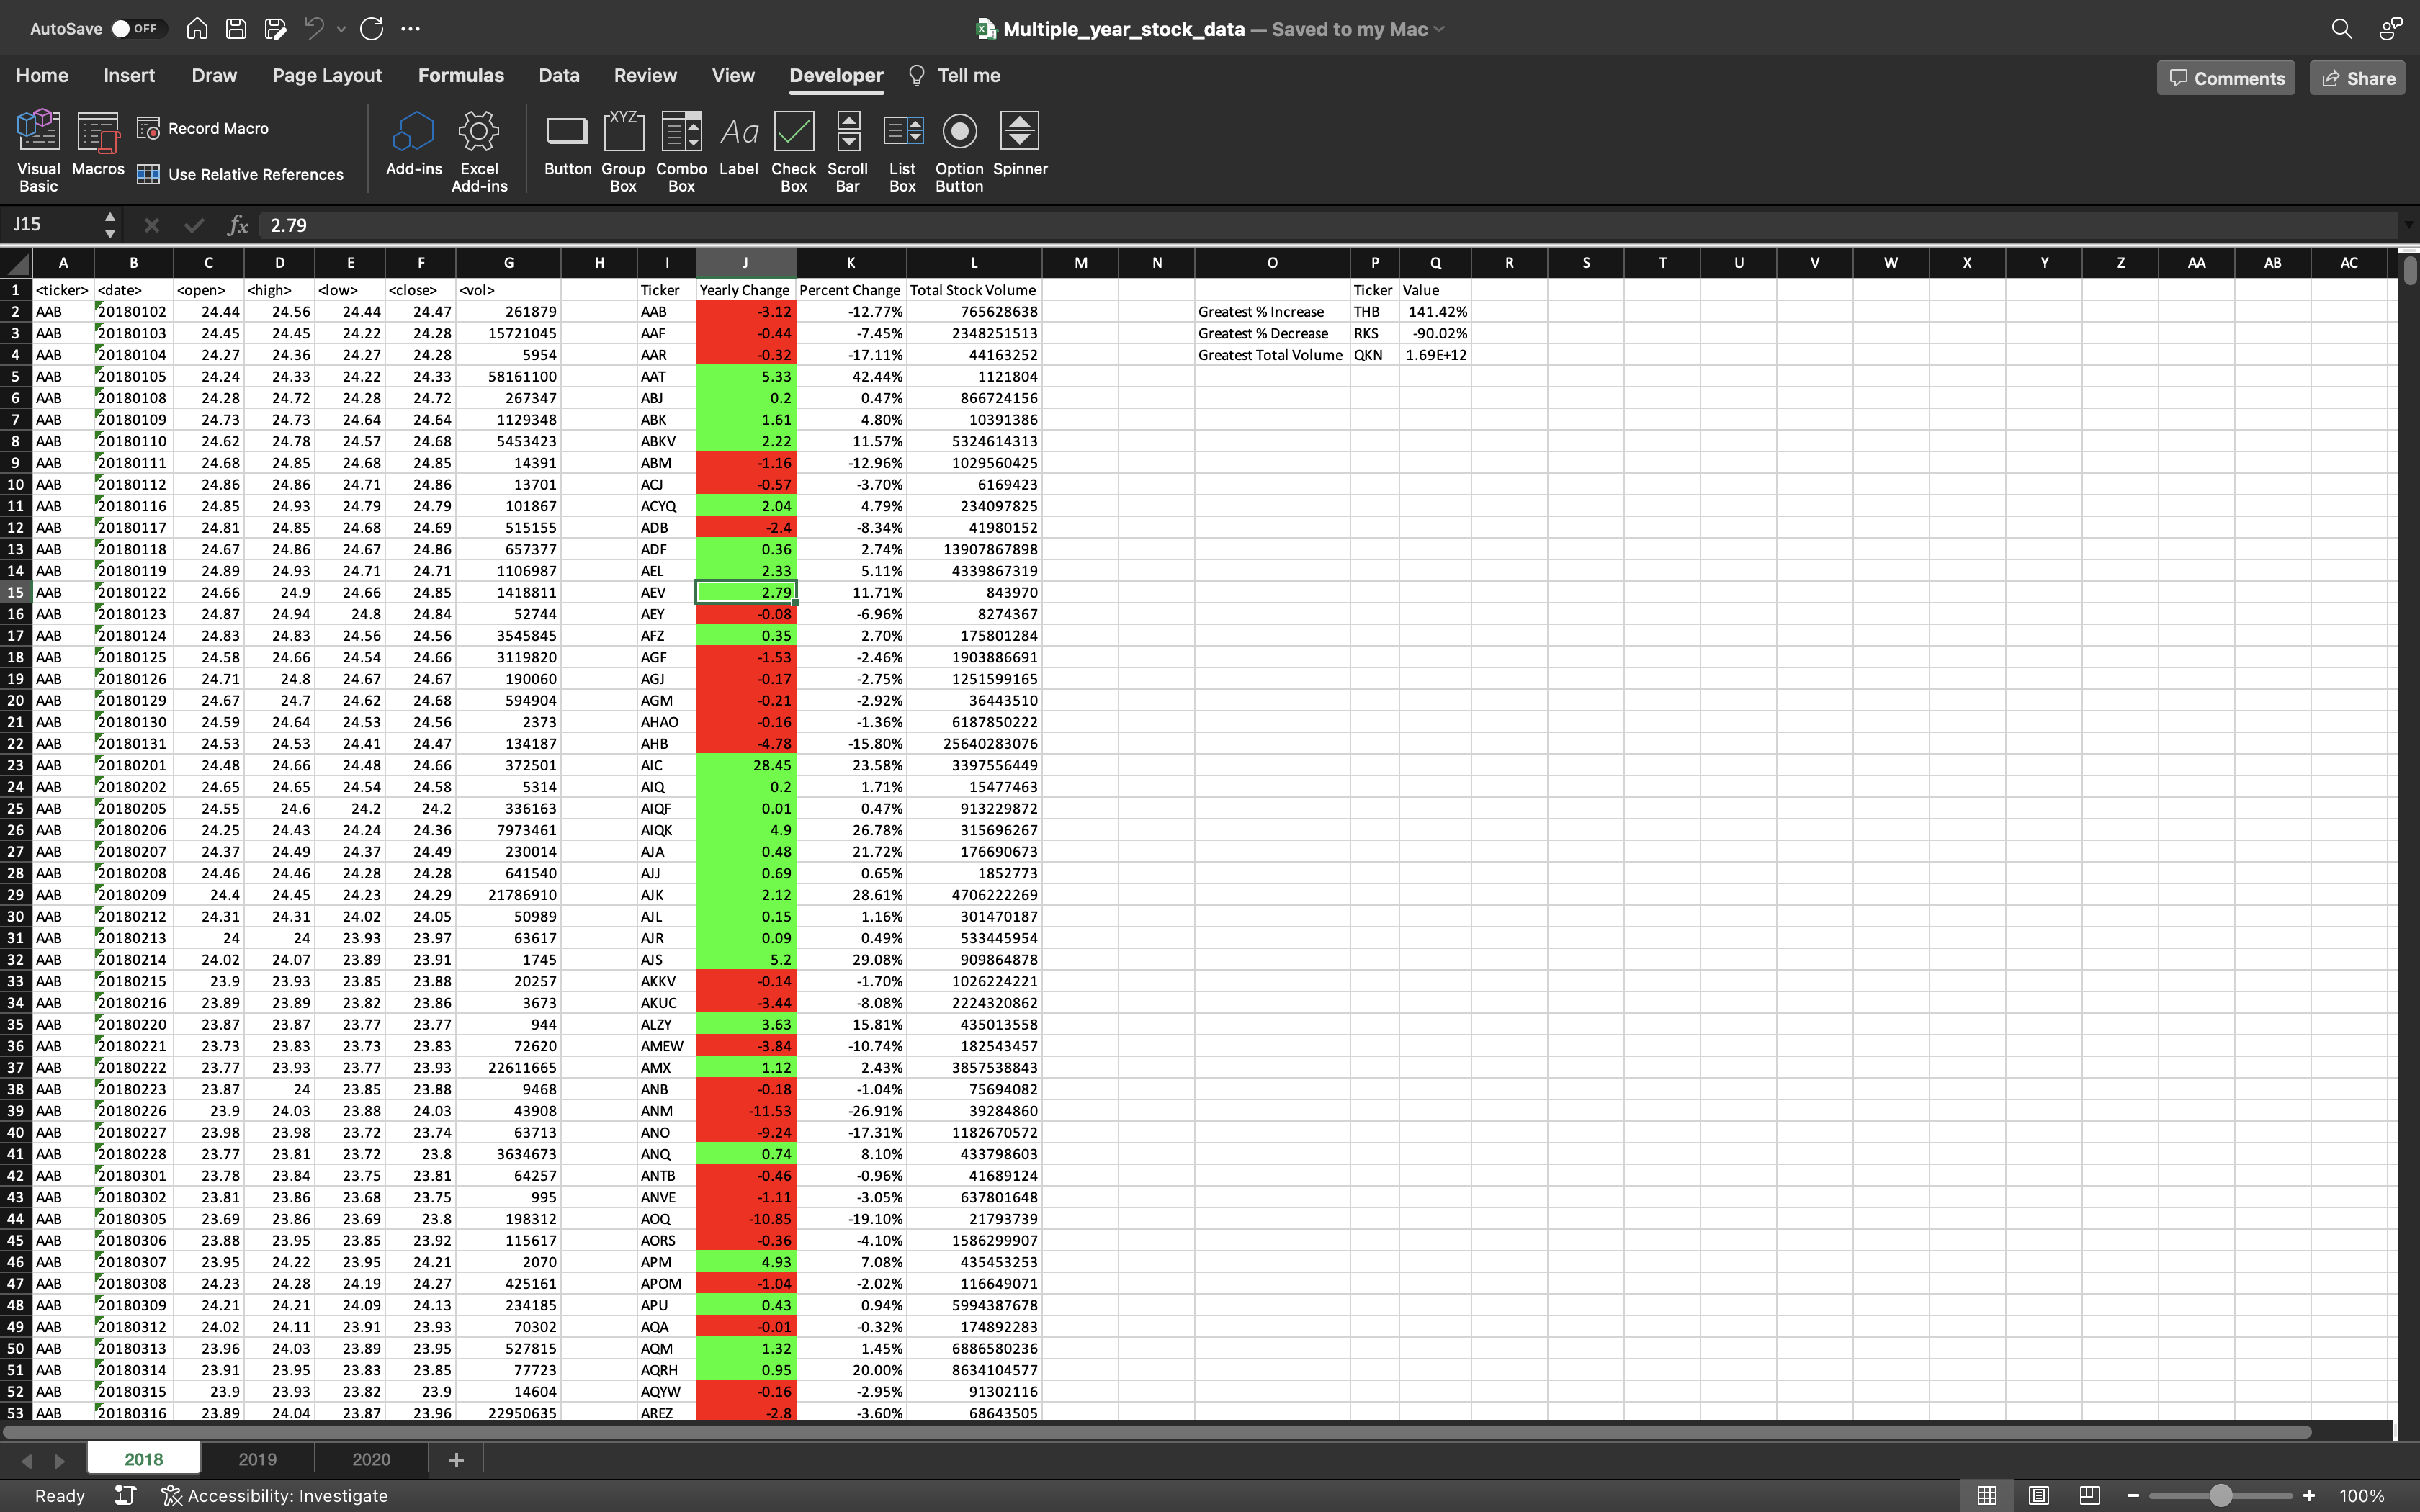 AutoSave OFF Multiple_year_stock_data — Saved to my Mac
Home Insert Draw Page Layout Formulas Data Review View Developer Tell me Comments Share
Visual Basic Macros Record Macro Use Relative References Add-ins Excel Add-ins Button XYZ Group Box Combo Box Aa Label Check Box Scroll Bar List Box Option Button Spinner
J15 fx 2.79
A B C D E F G H I J K L M N O P Q R S T U V W X Y Z AA AB AC
1 <ticker> <date> <open> <high> <low> <close> <vol> Ticker Yearly Change Percent Change Total Stock Volume Ticker Value
2 AAB 20180102 24.44 24.56 24.44 24.47 261879 AAB -3.12 -12.77% 765628638 Greatest % Increase THB 141.42%
3 AAB 20180103 24.45 24.45 24.22 24.28 15721045 AAF -0.44 -7.45% 2348251513 Greatest % Decrease RKS -90.02%
4 AAB 20180104 24.27 24.36 24.27 24.28 5954 AAR -0.32 -17.11% 44163252 Greatest Total Volume QKN 1.69E+12
5 AAB 20180105 24.24 24.33 24.22 24.33 58161100 AAT 5.33 42.44% 1121804
6 AAB 20180108 24.28 24.72 24.28 24.72 267347 ABJ 0.2 0.47% 866724156
7 AAB 20180109 24.73 24.73 24.64 24.64 1129348 ABK 1.61 4.80% 10391386
8 AAB 20180110 24.62 24.78 24.57 24.68 5453423 ABKV 2.22 11.57% 5324614313
9 AAB 20180111 24.68 24.85 24.68 24.85 14391 ABM -1.16 -12.96% 1029560425
10 AAB 20180112 24.86 24.86 24.71 24.86 13701 ACJ -0.57 -3.70% 6169423
11 AAB 20180116 24.85 24.93 24.79 24.79 101867 ACYQ 2.04 4.79% 234097825
12 AAB 20180117 24.81 24.85 24.68 24.69 515155 ADB -2.4 -8.34% 41980152
13 AAB 20180118 24.67 24.86 24.67 24.86 657377 ADF 0.36 2.74% 13907867898
14 AAB 20180119 24.89 24.93 24.71 24.71 1106987 AEL 2.33 5.11% 4339867319
15 AAB 20180122 24.66 24.9 24.66 24.85 1418811 AEV 2.79 11.71% 843970
16 AAB 20180123 24.87 24.94 24.8 24.84 52744 AEY -0.08 -6.96% 8274367
17 AAB 20180124 24.83 24.83 24.56 24.56 3545845 AFZ 0.35 2.70% 175801284
18 AAB 20180125 24.58 24.66 24.54 24.66 3119820 AGF -1.53 -2.46% 1903886691
19 AAB 20180126 24.71 24.8 24.67 24.67 190060 AGJ -0.17 -2.75% 1251599165
20 AAB 20180129 24.67 24.7 24.62 24.68 594904 AGM -0.21 -2.92% 36443510
21 AAB 20180130 24.59 24.64 24.53 24.56 2373 AHAO -0.16 -1.36% 6187850222
22 AAB 20180131 24.53 24.53 24.41 24.47 134187 AHB -4.78 -15.80% 25640283076
23 AAB 20180201 24.48 24.66 24.48 24.66 372501 AIC 28.45 23.58% 3397556449
24 AAB 20180202 24.65 24.65 24.54 24.58 5314 AIQ 0.2 1.71% 15477463
25 AAB 20180205 24.55 24.6 24.2 24.2 336163 AIQF 0.01 0.47% 913229872
26 AAB 20180206 24.25 24.43 24.24 24.36 7973461 AIQK 4.9 26.78% 315696267
27 AAB 20180207 24.37 24.49 24.37 24.49 230014 AJA 0.48 21.72% 176690673
28 AAB 20180208 24.46 24.46 24.28 24.28 641540 AJJ 0.69 0.65% 1852773
29 AAB 20180209 24.4 24.45 24.23 24.29 21786910 AJK 2.12 28.61% 4706222269
30 AAB 20180212 24.31 24.31 24.02 24.05 50989 AJL 0.15 1.16% 301470187
31 AAB 20180213 24 24 23.93 23.97 63617 AJR 0.09 0.49% 533445954
32 AAB 20180214 24.02 24.07 23.89 23.91 1745 AJS 5.2 29.08% 909864878
33 AAB 20180215 23.9 23.93 23.85 23.88 20257 AKKV -0.14 -1.70% 1026224221
34 AAB 20180216 23.89 23.89 23.82 23.86 3673 AKUC -3.44 -8.08% 2224320862
35 AAB 20180220 23.87 23.87 23.77 23.77 944 ALZY 3.63 15.81% 435013558
36 AAB 20180221 23.73 23.83 23.73 23.83 72620 AMEW -3.84 -10.74% 182543457
37 AAB 20180222 23.77 23.93 23.77 23.93 22611665 AMX 1.12 2.43% 3857538843
38 AAB 20180223 23.87 24 23.85 23.88 9468 ANB -0.18 -1.04% 75694082
39 AAB 20180226 23.9 24.03 23.88 24.03 43908 ANM -11.53 -26.91% 39284860
40 AAB 20180227 23.98 23.98 23.72 23.74 63713 ANO -9.24 -17.31% 1182670572
41 AAB 20180228 23.77 23.81 23.72 23.8 3634673 ANQ 0.74 8.10% 433798603
42 AAB 20180301 23.78 23.84 23.75 23.81 64257 ANTB -0.46 -0.96% 41689124
43 AAB 20180302 23.81 23.86 23.68 23.75 995 ANVE -1.11 -3.05% 637801648
44 AAB 20180305 23.69 23.86 23.69 23.8 198312 AOQ -10.85 -19.10% 21793739
45 AAB 20180306 23.88 23.95 23.85 23.92 115617 AORS -0.36 -4.10% 1586299907
46 AAB 20180307 23.95 24.22 23.95 24.21 2070 APM 4.93 7.08% 435453253
47 AAB 20180308 24.23 24.28 24.19 24.27 425161 APOM -1.04 -2.02% 116649071
48 AAB 20180309 24.21 24.21 24.09 24.13 234185 APU 0.43 0.94% 5994387678
49 AAB 20180312 24.02 24.11 23.91 23.93 70302 AQA -0.01 -0.32% 174892283
50 AAB 20180313 23.96 24.03 23.89 23.95 527815 AQM 1.32 1.45% 6886580236
51 AAB 20180314 23.91 23.95 23.83 23.85 77723 AQRH 0.95 20.00% 8634104577
52 AAB 20180315 23.9 23.93 23.82 23.9 14604 AQYW -0.16 -2.95% 91302116
53 AAB 20180316 23.89 24.04 23.87 23.96 22950635 AREZ -2.8 -3.60% 68643505
2018 2019 2020 +
Ready Accessibility: Investigate 100%